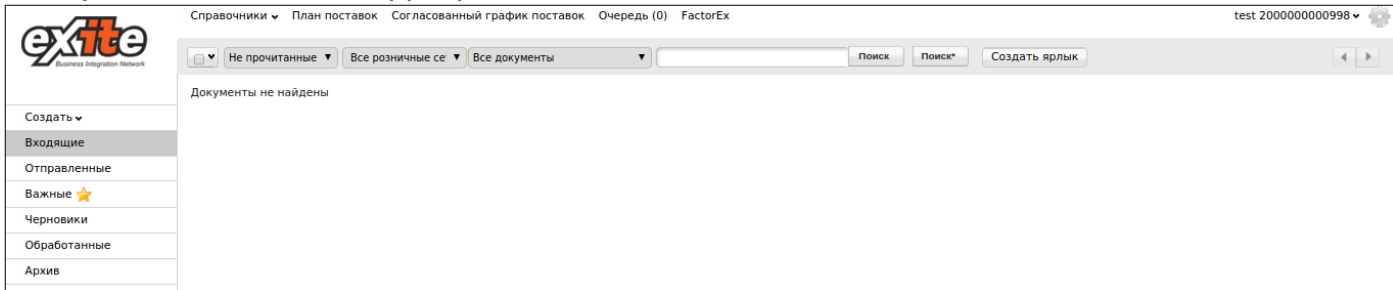 Справочники План поставок Согласованный график поставок Очередь (0) FactorEx test 2000000000998
exite
Business Integration Network
Не прочитанные Все розничные се Все документы Поиск Поиск* Создать ярлык
Документы не найдены
Создать
Входящие
Отправленные
Важные
Черновики
Обработанные
Архив